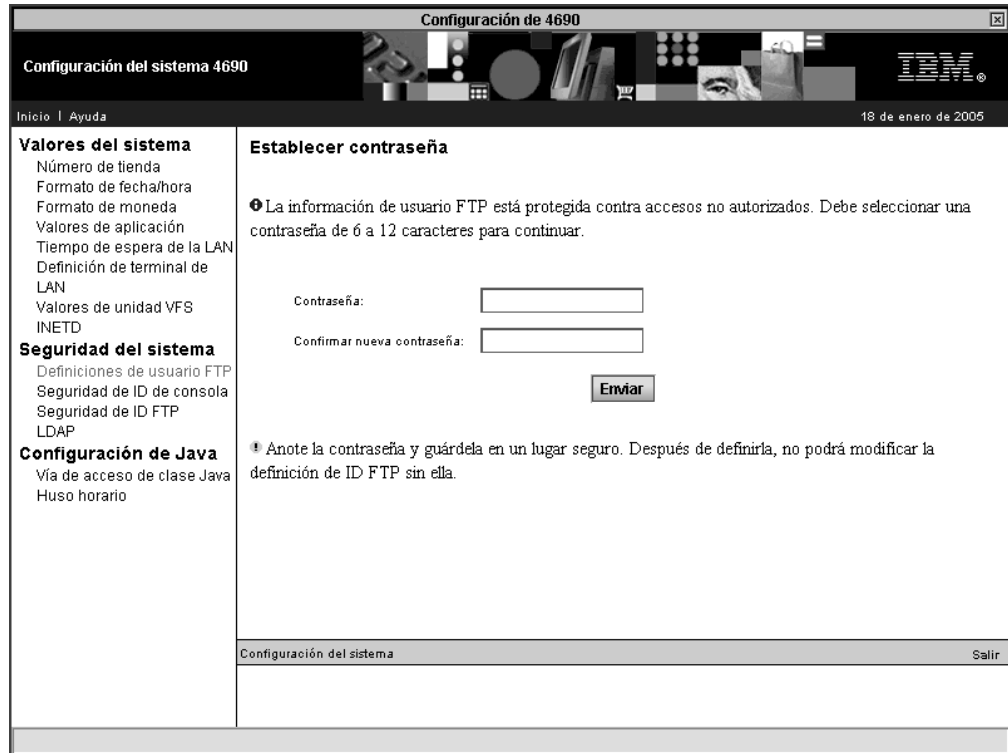 Configuración de 4690
Configuración del sistema 4690
IBM®
Inicio | Ayuda
18 de enero de 2005
Valores del sistema
Número de tienda
Formato de fecha/hora
Formato de moneda
Valores de aplicación
Tiempo de espera de la LAN
Definición de terminal de
LAN
Valores de unidad VFS
INETD
Seguridad del sistema
Definiciones de usuario FTP
Seguridad de ID de consola
Seguridad de ID FTP
LDAP
Configuración de Java
Vía de acceso de clase Java
Huso horario
Establecer contraseña
La información de usuario FTP está protegida contra accesos no autorizados. Debe seleccionar una
contraseña de 6 a 12 caracteres para continuar.
Contraseña:
Confirmar nueva contraseña:
Enviar
Anote la contraseña y guárdela en un lugar seguro. Después de definirla, no podrá modificar la
definición de ID FTP sin ella.
Configuración del sistema
Salir